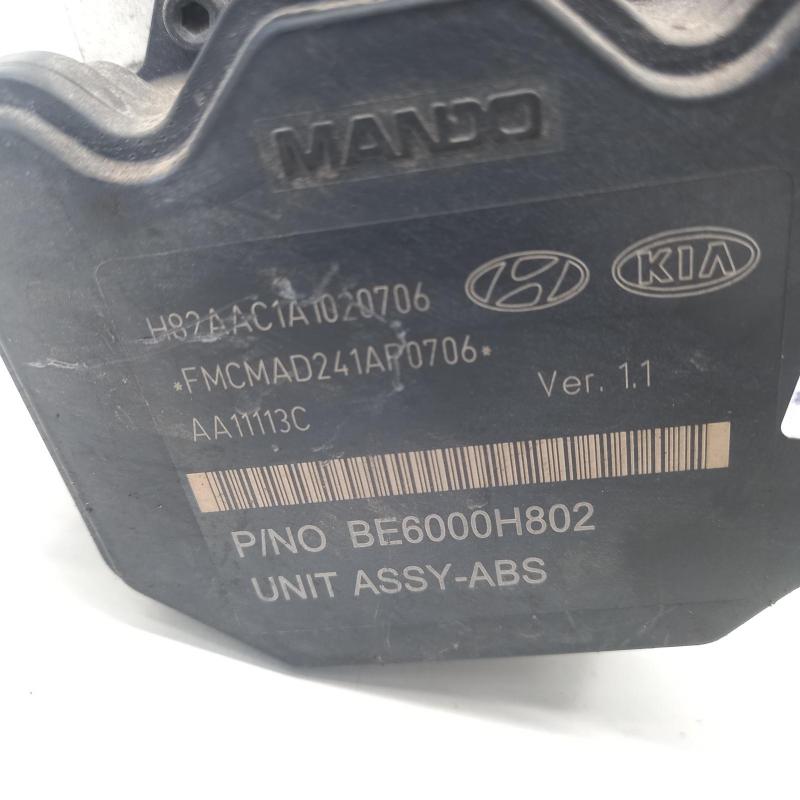 MANDO
KIA
H82AAC1A1020706
*FMCMAD241AP0706*
Ver. 1.1
AA11113C
P/NO BE6000H802
UNIT ASSY-ABS